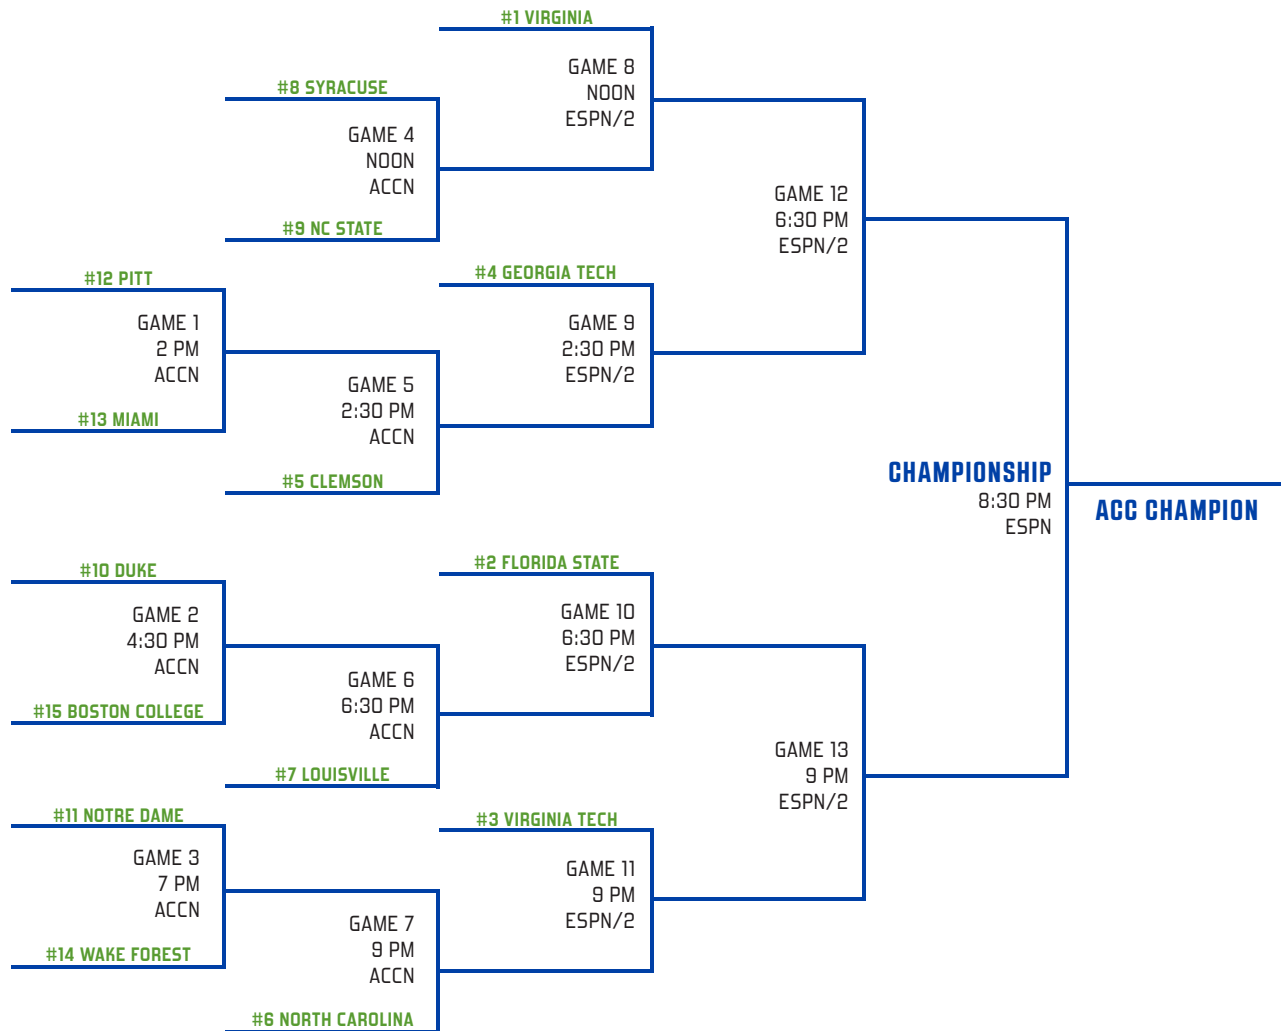 #1 VIRGINIA
GAME 8
NOON
ESPN/2
#8 SYRACUSE
GAME 4
NOON
ACCN
#9 NC STATE
GAME 12
6:30 PM
ESPN/2
#12 PITT
GAME 1
2 PM
ACCN
#13 MIAMI
#4 GEORGIA TECH
GAME 9
2:30 PM
ESPN/2
GAME 5
2:30 PM
ACCN
#5 CLEMSON
CHAMPIONSHIP
8:30 PM
ESPN
ACC CHAMPION
#10 DUKE
GAME 2
4:30 PM
ACCN
#15 BOSTON COLLEGE
#2 FLORIDA STATE
GAME 10
6:30 PM
ESPN/2
GAME 6
6:30 PM
ACCN
#7 LOUISVILLE
GAME 13
9 PM
ESPN/2
#11 NOTRE DAME
GAME 3
7 PM
ACCN
#14 WAKE FOREST
#3 VIRGINIA TECH
GAME 11
9 PM
ESPN/2
GAME 7
9 PM
ACCN
#6 NORTH CAROLINA